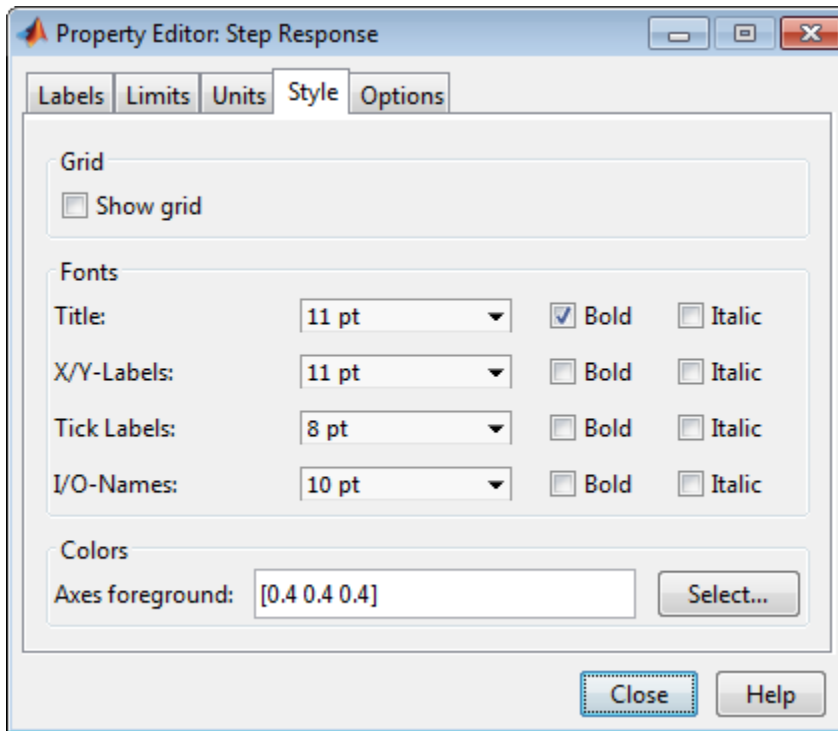 Property Editor: Step Response
Labels Limits Units Style Options
Grid
Show grid
Fonts
Title: 11 pt Bold Italic
X/Y-Labels: 11 pt Bold Italic
Tick Labels: 8 pt Bold Italic
I/O-Names: 10 pt Bold Italic
Colors
Axes foreground: [0.4 0.4 0.4] Select...
Close Help